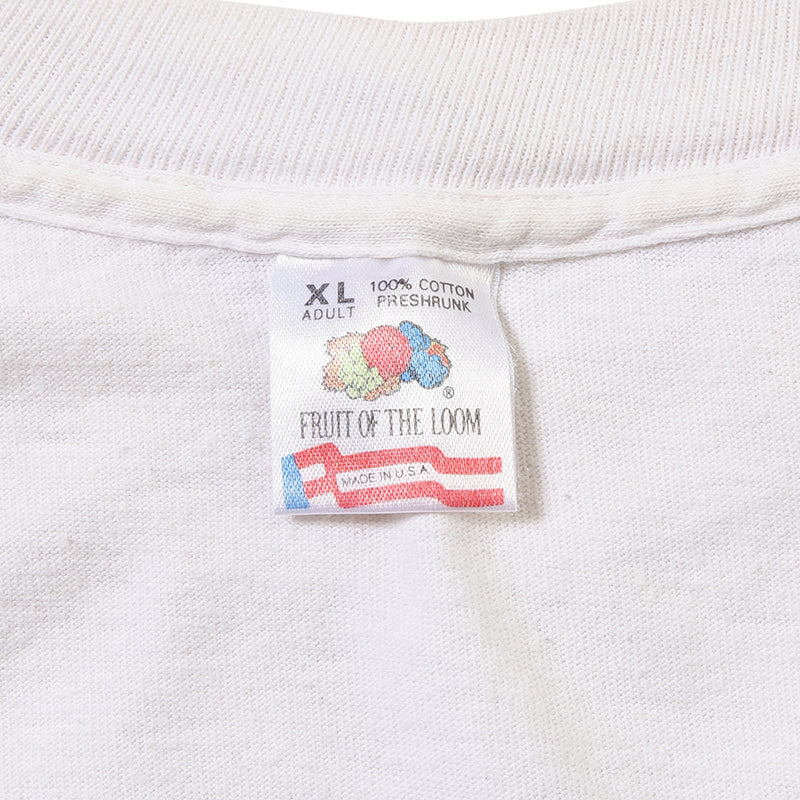 XL 100% COTTON
ADULT PRESHRUNK
®
FRUIT OF THE LOOM
MADE IN U.S.A